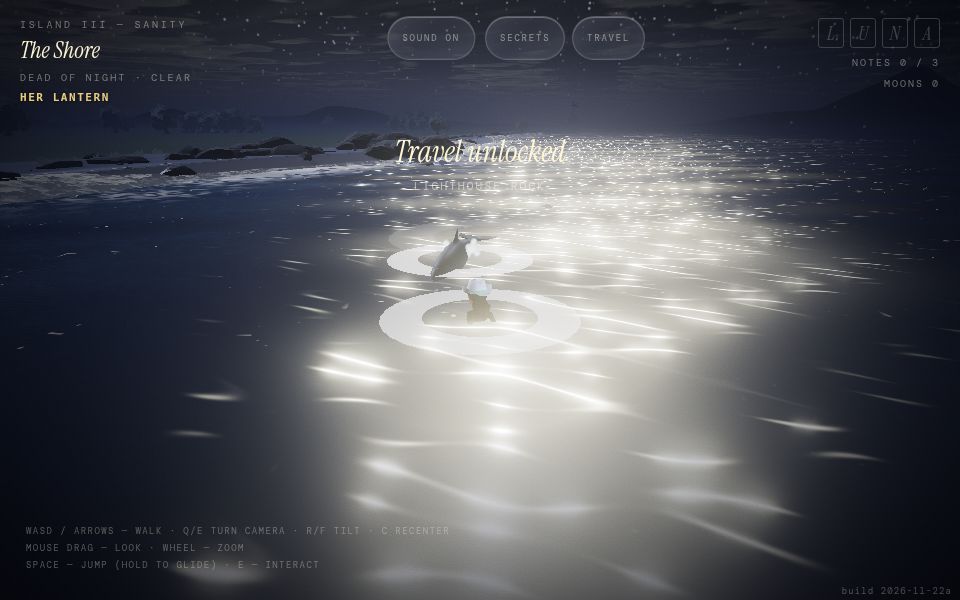 ISLAND III — SANITY
The Shore
DEAD OF NIGHT · CLEAR
HER LANTERN
SOUND ON
SECRETS
TRAVEL
L U N A
NOTES 0 / 3
MOONS 0
Travel unlocked
LIGHTHOUSE ROCK
WASD / ARROWS — WALK · Q/E TURN CAMERA · R/F TILT · C RECENTER
MOUSE DRAG — LOOK · WHEEL — ZOOM
SPACE — JUMP (HOLD TO GLIDE) · E — INTERACT
build 2026-11-22a